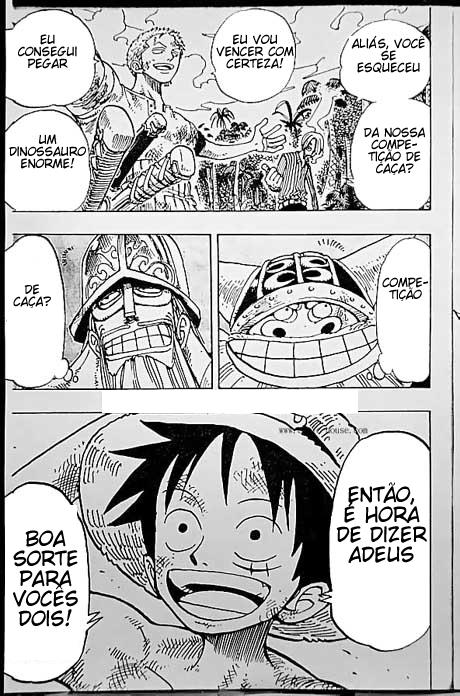 ALIÁS, VOCÊ
SE
ESQUECEU
DA NOSSA
COMPE-
TIÇÃO DE
CAÇA?
EU VOU
VENCER COM
CERTEZA!
EU
CONSEGUI
PEGAR
UM
DINOSSAURO
ENORME!
COMPE-
TIÇÃO
DE
CAÇA?
ENTÃO,
É HORA
DE DIZER
ADEUS
BOA
SORTE
PARA
VOCÊS
DOIS!